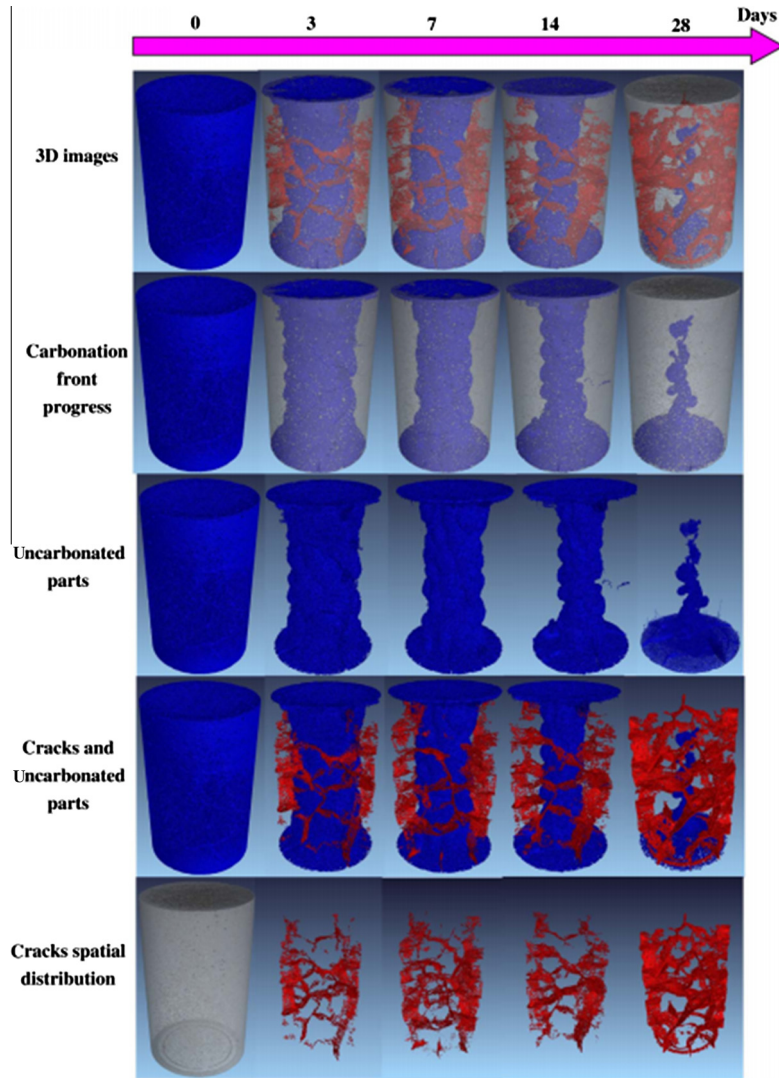 0 3 7 14 28 Days
3D images
Carbonation
front
progress
Uncarbonated
parts
Cracks and
Uncarbonated
parts
Cracks spatial
distribution